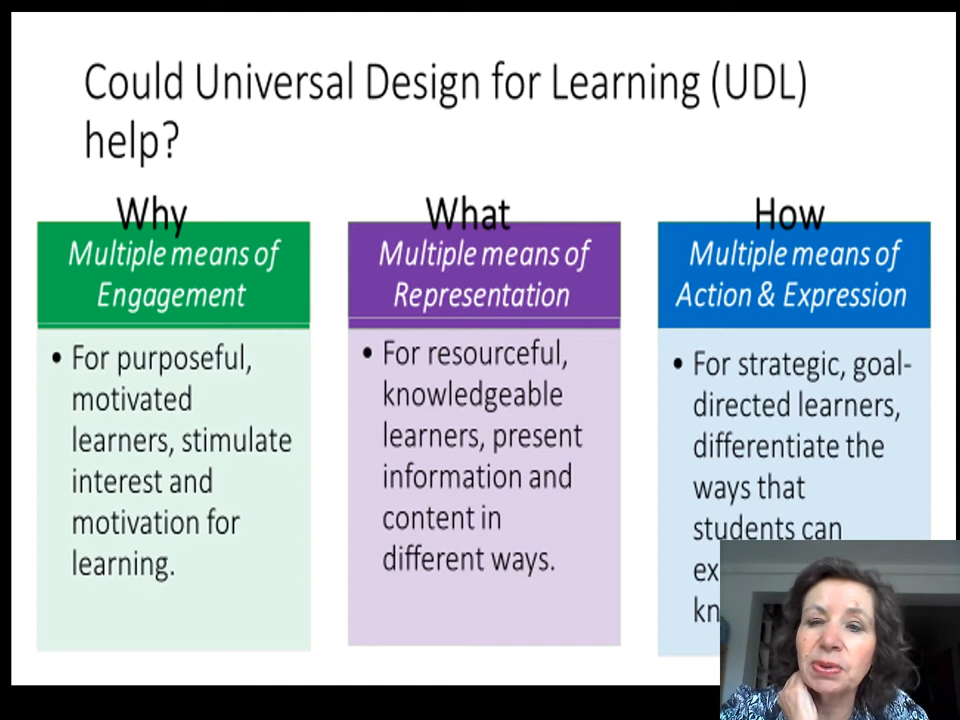 Could Universal Design for Learning (UDL)
help?
Why
Multiple means of
Engagement
• For purposeful,
motivated
learners, stimulate
interest and
motivation for
learning.
What
Multiple means of
Representation
• For resourceful,
knowledgeable
learners, present
information and
content in
different ways.
How
Multiple means of
Action & Expression
• For strategic, goal-
directed learners,
differentiate the
ways that
students can